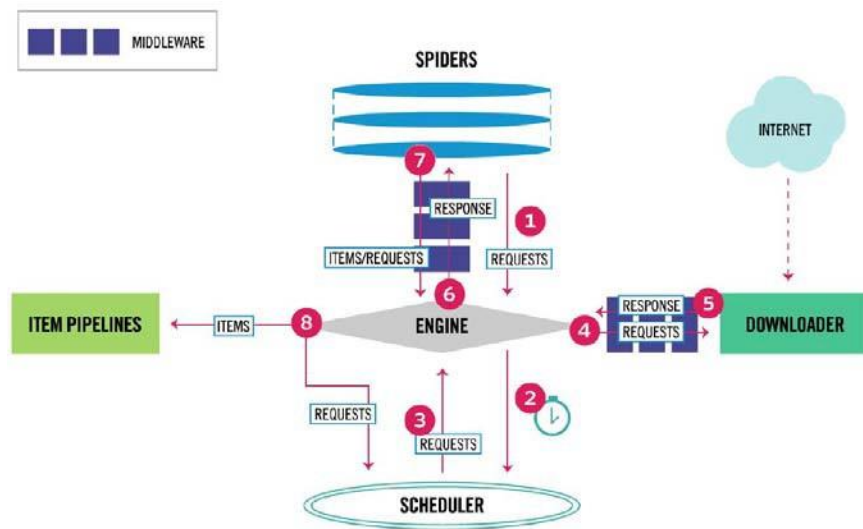 MIDDLEWARE
SPIDERS
INTERNET
7
RESPONSE
1
ITEMS/REQUESTS
REQUESTS
6
RESPONSE
5
ITEM PIPELINES
ITEMS
8
ENGINE
4
REQUESTS
DOWNLOADER
2
REQUESTS
3
REQUESTS
SCHEDULER